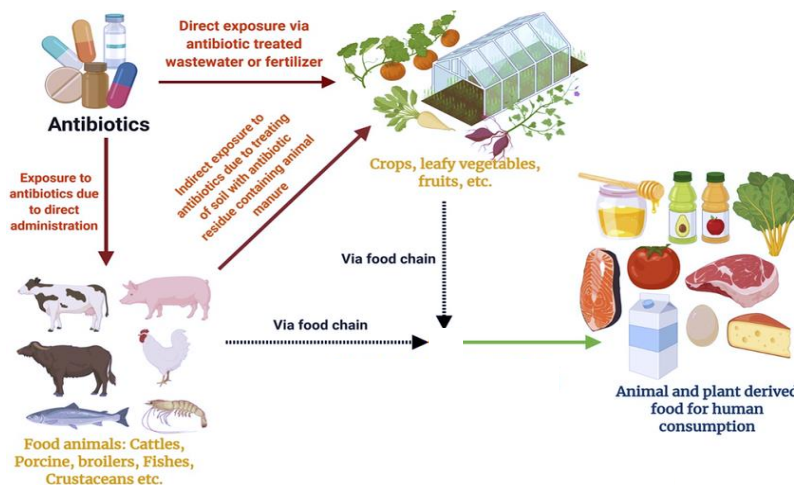 Direct exposure via
antibiotic treated
wastewater or fertilizer
Antibiotics
Exposure to
antibiotics due
to direct
administration
Indirect exposure to
antibiotics due to treating
of soil with antibiotic
residue containing animal
manure
Crops, leafy vegetables,
fruits, etc.
Via food chain
Via food chain
Food animals: Cattles,
Porcine, broilers, Fishes,
Crustaceans etc.
Animal and plant derived
food for human
consumption